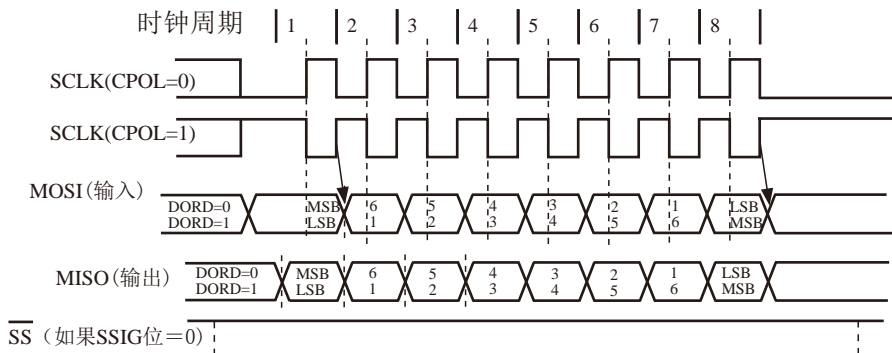 时钟周期 1 2 3 4 5 6 7 8
SCLK(CPOL=0)
SCLK(CPOL=1)
MOSI(输入)
DORD=0 MSB 6 5 4 3 2 1 LSB
DORD=1 LSB 1 2 3 4 5 6 MSB
MISO(输出)
DORD=0 MSB 6 5 4 3 2 1 LSB
DORD=1 LSB 1 2 3 4 5 6 MSB
SS（如果SSIG位＝0）